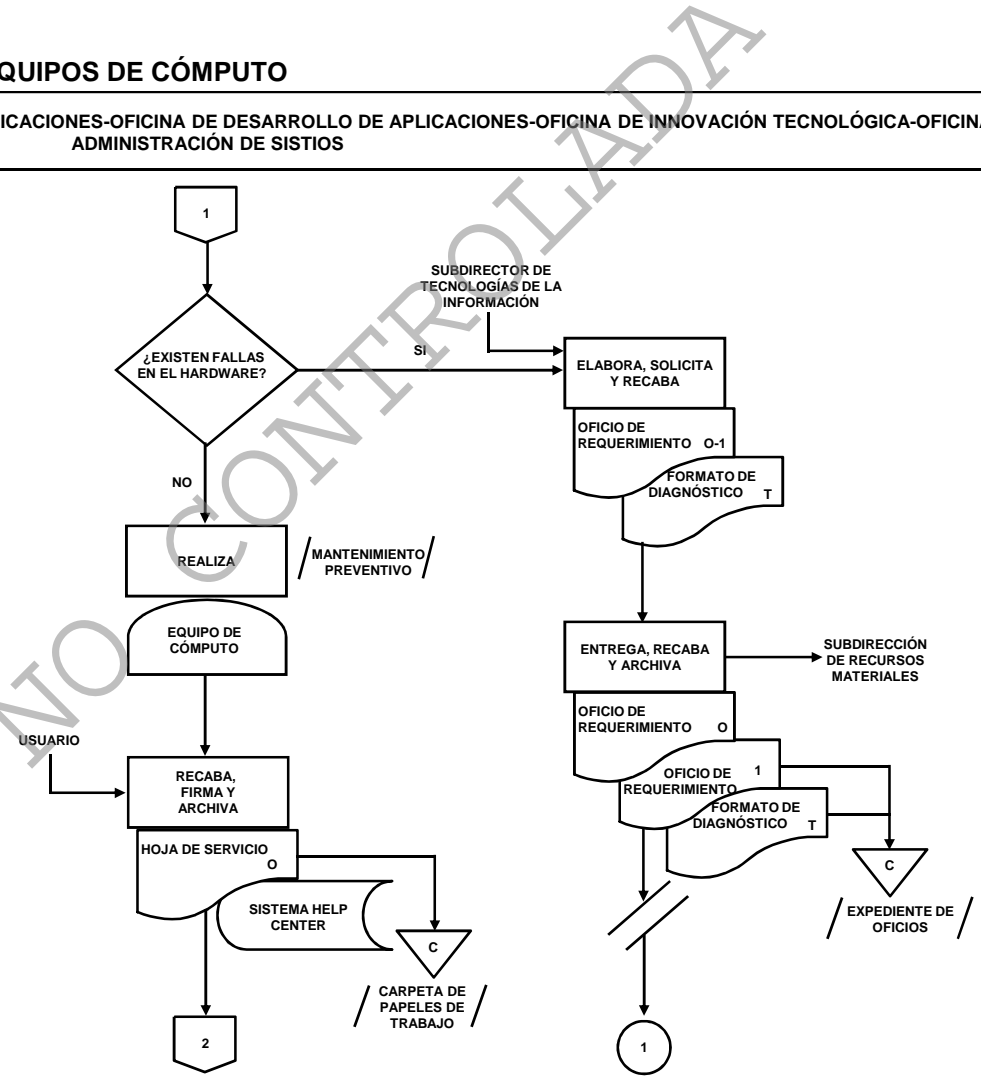 QUIPOS DE CÓMPUTO
ICACIONES-OFICINA DE DESARROLLO DE APLICACIONES-OFICINA DE INNOVACIÓN TECNOLÓGICA-OFICINA
ADMINISTRACIÓN DE SISTIOS
NO CONTROLADA
1
¿EXISTEN FALLAS
EN EL HARDWARE?
SI
NO
SUBDIRECTOR DE
TECNOLOGÍAS DE LA
INFORMACIÓN
ELABORA, SOLICITA
Y RECABA
OFICIO DE
REQUERIMIENTO O-1
FORMATO DE
DIAGNÓSTICO T
REALIZA
MANTENIMIENTO
PREVENTIVO
EQUIPO DE
CÓMPUTO
ENTREGA, RECABA
Y ARCHIVA
SUBDIRECCIÓN
DE RECURSOS
MATERIALES
OFICIO DE
REQUERIMIENTO O
OFICIO DE 1
REQUERIMIENTO
FORMATO DE
DIAGNÓSTICO T
C
EXPEDIENTE DE
OFICIOS
USUARIO
RECABA,
FIRMA Y
ARCHIVA
HOJA DE SERVICIO
O
SISTEMA HELP
CENTER
C
CARPETA DE
PAPELES DE
TRABAJO
2
1